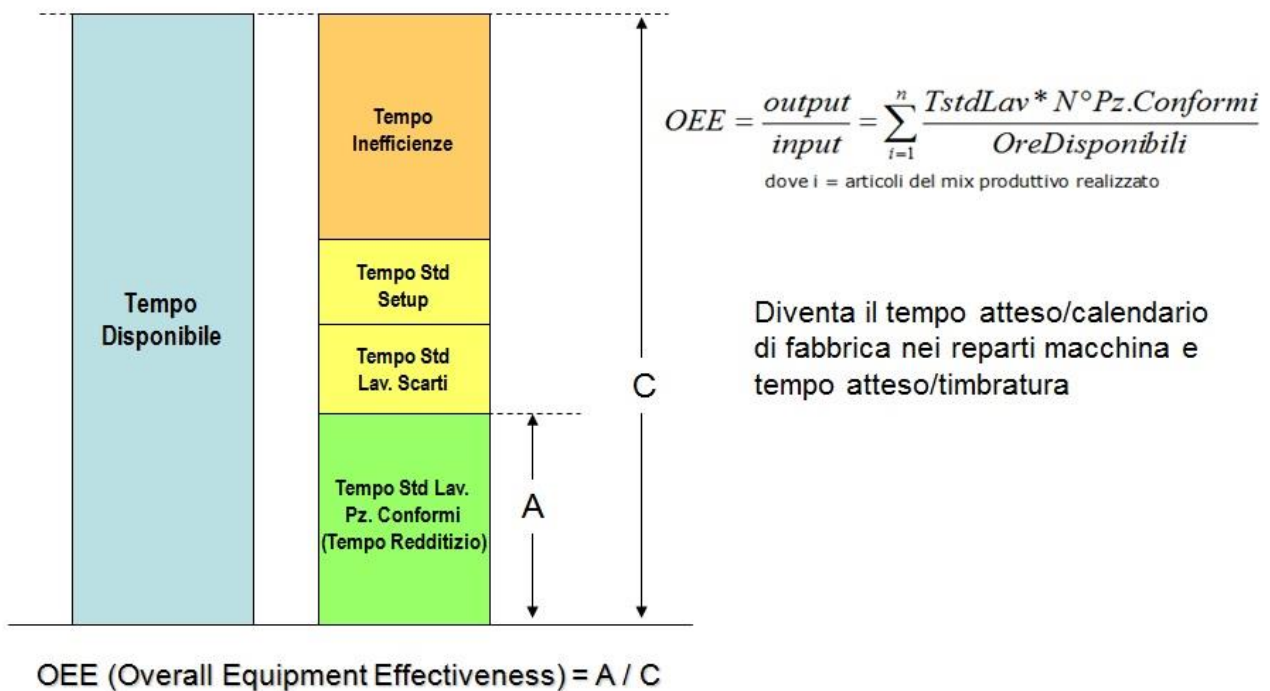 Tempo
Disponibile
Tempo
Inefficienze
Tempo Std
Setup
Tempo Std
Lav. Scarti
Tempo Std Lav.
Pz. Conformi
(Tempo Redditizio)
A
C
OEE = output / input = ∑ i=1 n TstdLav * N°Pz.Conformi / OreDisponibili
dove i = articoli del mix produttivo realizzato
Diventa il tempo atteso/calendario
di fabbrica nei reparti macchina e
tempo atteso/timbratura
OEE (Overall Equipment Effectiveness) = A / C